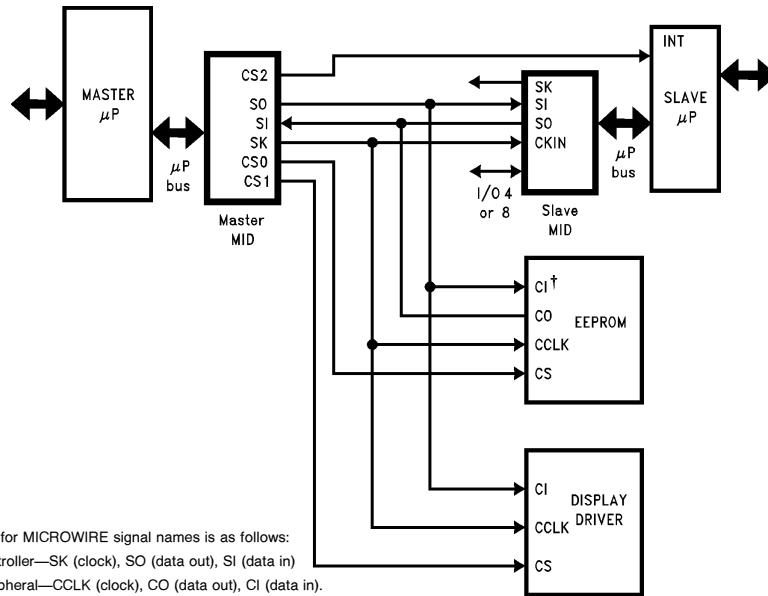 MASTER
μP
μP
bus
CS2
SO
SI
SK
CS0
CS1
Master
MID
SK
SI
SO
CKIN
I/O 4
or 8
Slave
MID
μP
bus
INT
SLAVE
μP
CI†
CO
CCLK
CS
EEPROM
CI
CCLK
CS
DISPLAY
DRIVER
for MICROWIRE signal names is as follows:
troller—SK (clock), SO (data out), SI (data in)
pheral—CCLK (clock), CO (data out), CI (data in).